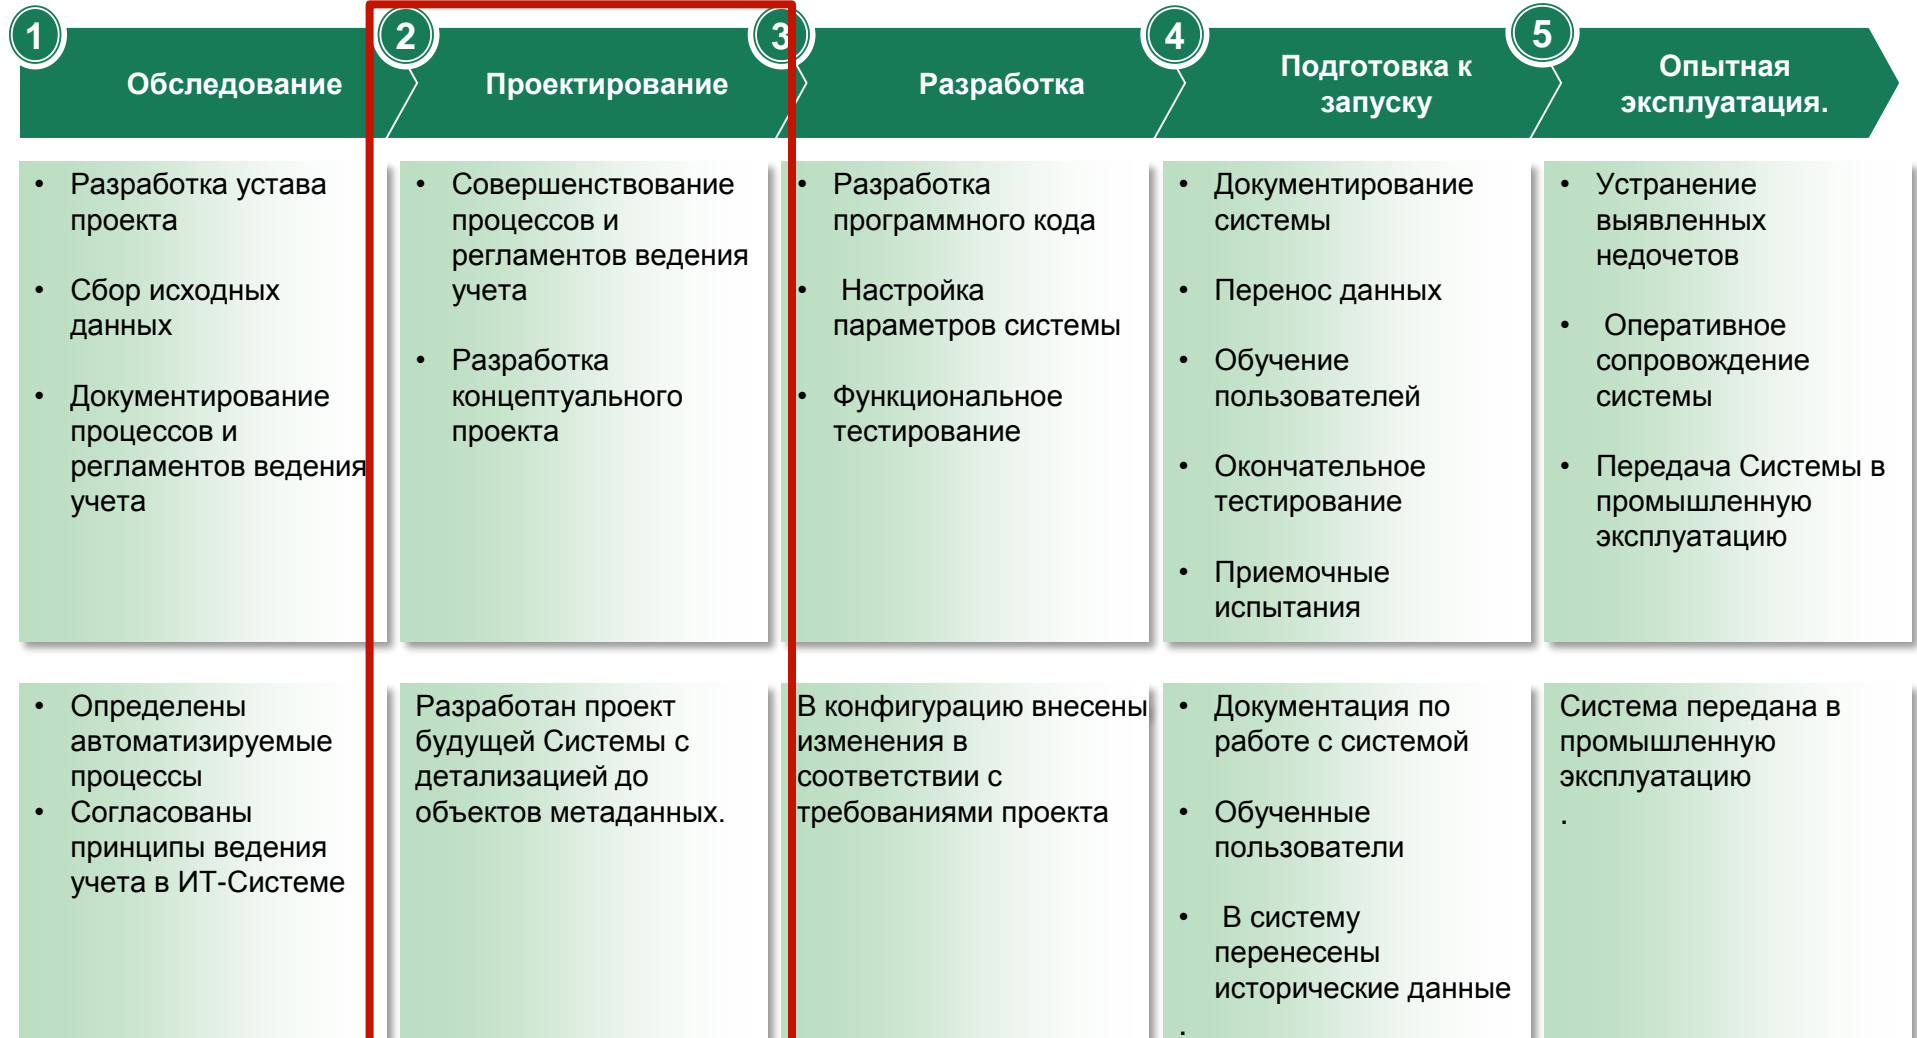 1
Обследование
2
Проектирование
3
Разработка
4
Подготовка к
запуску
5
Опытная
эксплуатация.
• Разработка устава
проекта
• Сбор исходных
данных
• Документирование
процессов и
регламентов ведения
учета
• Совершенствование
процессов и
регламентов ведения
учета
• Разработка
концептуального
проекта
• Разработка
программного кода
• Настройка
параметров системы
• Функциональное
тестирование
• Документирование
системы
• Перенос данных
• Обучение
пользователей
• Окончательное
тестирование
• Приемочные
испытания
• Устранение
выявленных
недочетов
• Оперативное
сопровождение
системы
• Передача Системы в
промышленную
эксплуатацию
• Определены
автоматизируемые
процессы
• Согласованы
принципы ведения
учета в ИТ-Системе
Разработан проект
будущей Системы с
детализацией до
объектов метаданных.
В конфигурацию внесены
изменения в
соответствии с
требованиями проекта
• Документация по
работе с системой
• Обученные
пользователи
• В систему
перенесены
исторические данные
.
Система передана в
промышленную
эксплуатацию
.